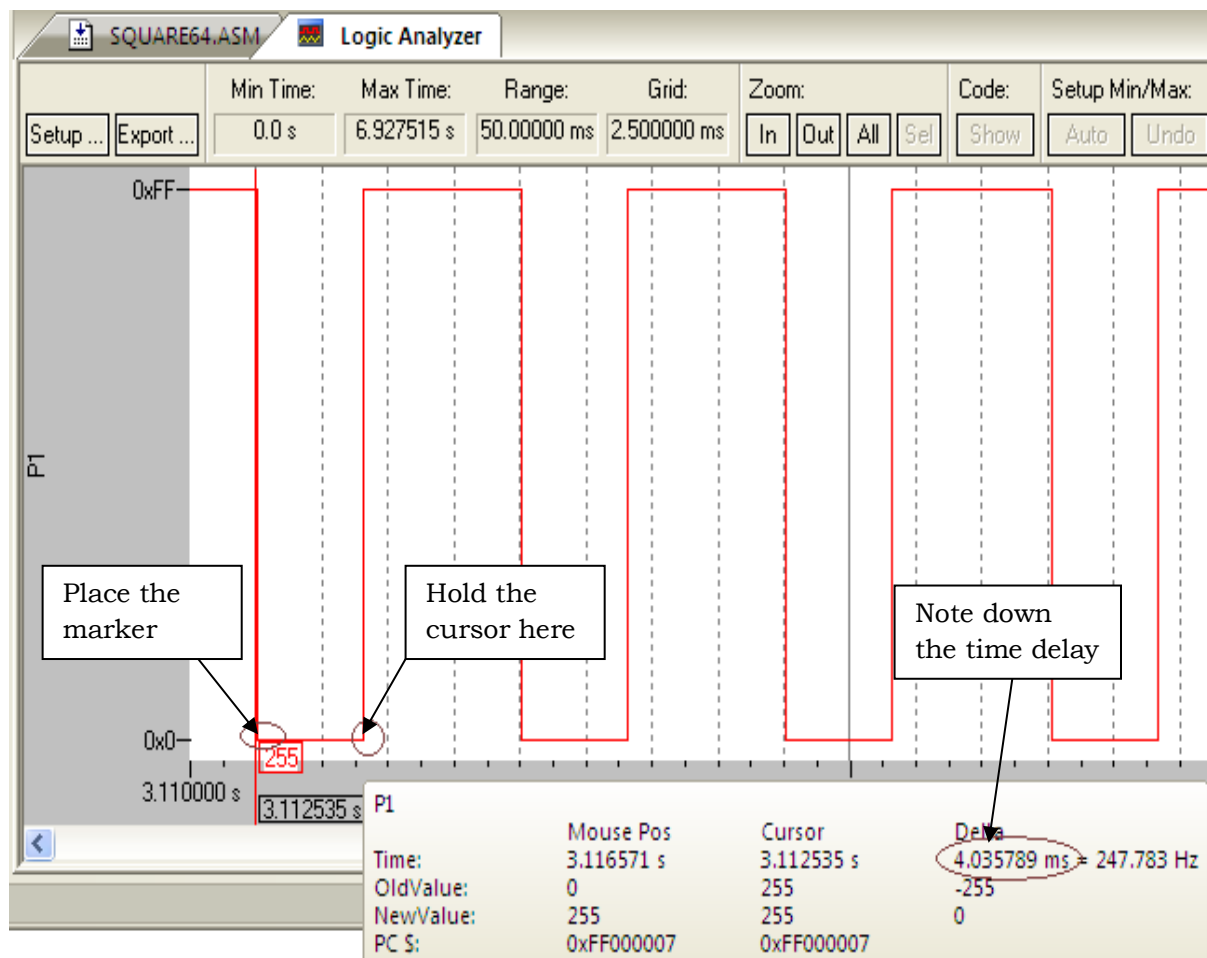 SQUARE64.ASM Logic Analyzer
Min Time: Max Time: Range: Grid: Zoom: Code: Setup Min/Max:
Setup ... Export ... 0.0 s 6.927515 s 50.00000 ms 2.500000 ms In Out All Sel Show Auto Undo
0xFF
P1
Place the
marker
Hold the
cursor here
Note down
the time delay
0x0
255
3.110000 s
3.112535 s
P1
Mouse Pos Cursor Delta
Time: 3.116571 s 3.112535 s 4.035789 ms = 247.783 Hz
OldValue: 0 255 -255
NewValue: 255 255 0
PC $: 0xFF000007 0xFF000007